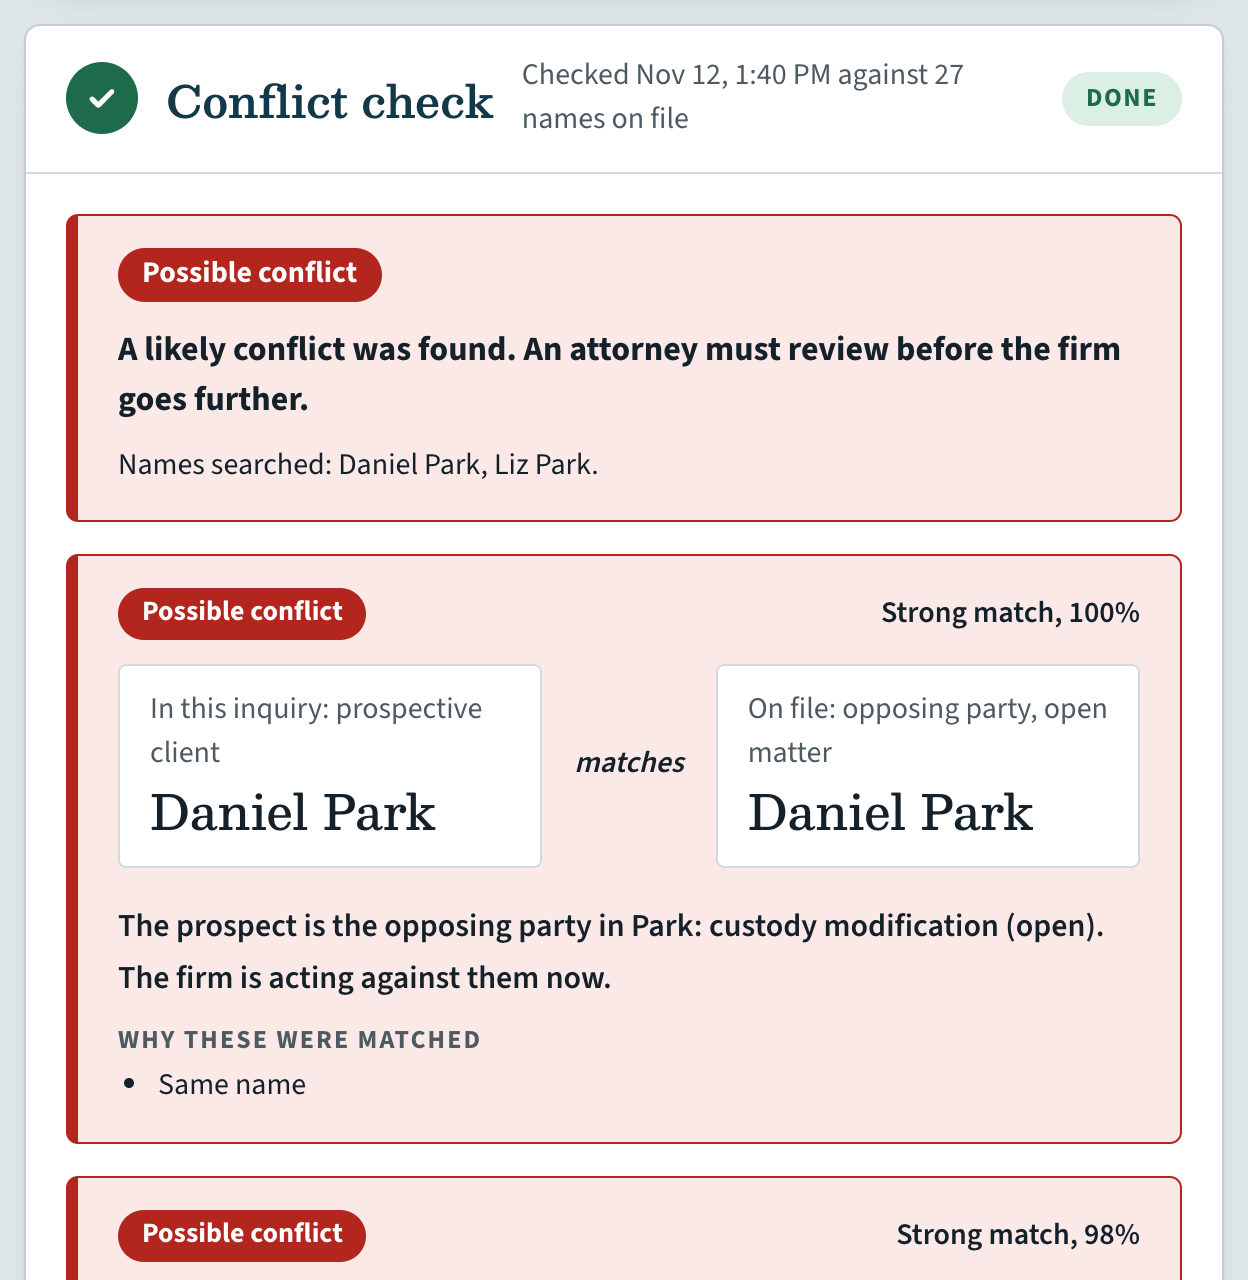 Conflict check
Checked Nov 12, 1:40 PM against 27
names on file
DONE
Possible conflict
A likely conflict was found. An attorney must review before the firm
goes further.
Names searched: Daniel Park, Liz Park.
Possible conflict
Strong match, 100%
In this inquiry: prospective
client
Daniel Park
matches
On file: opposing party, open
matter
Daniel Park
The prospect is the opposing party in Park: custody modification (open).
The firm is acting against them now.
WHY THESE WERE MATCHED
• Same name
Possible conflict
Strong match, 98%